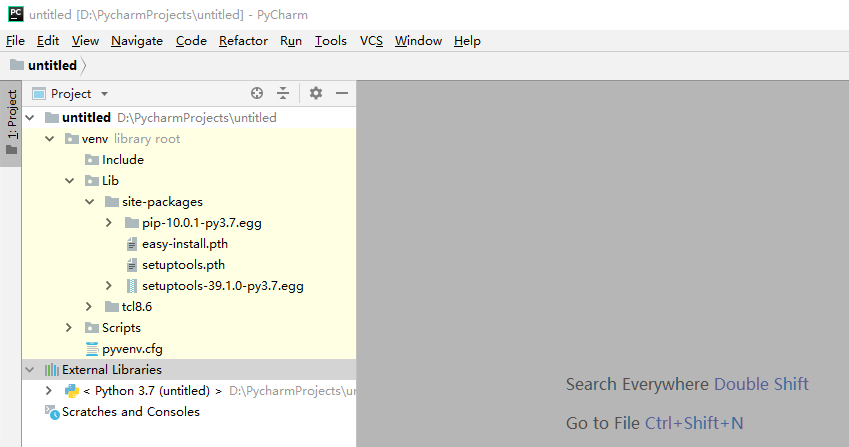 PC
untitled [D:\PycharmProjects\untitled] - PyCharm
File Edit View Navigate Code Refactor Run Tools VCS Window Help
untitled
1: Project
Project
untitled D:\PycharmProjects\untitled
venv library root
Include
Lib
site-packages
pip-10.0.1-py3.7.egg
easy-install.pth
setuptools.pth
setuptools-39.1.0-py3.7.egg
tcl8.6
Scripts
pyvenv.cfg
External Libraries
< Python 3.7 (untitled) > D:\PycharmProjects\ur
Scratches and Consoles
Search Everywhere Double Shift
Go to File Ctrl+Shift+N